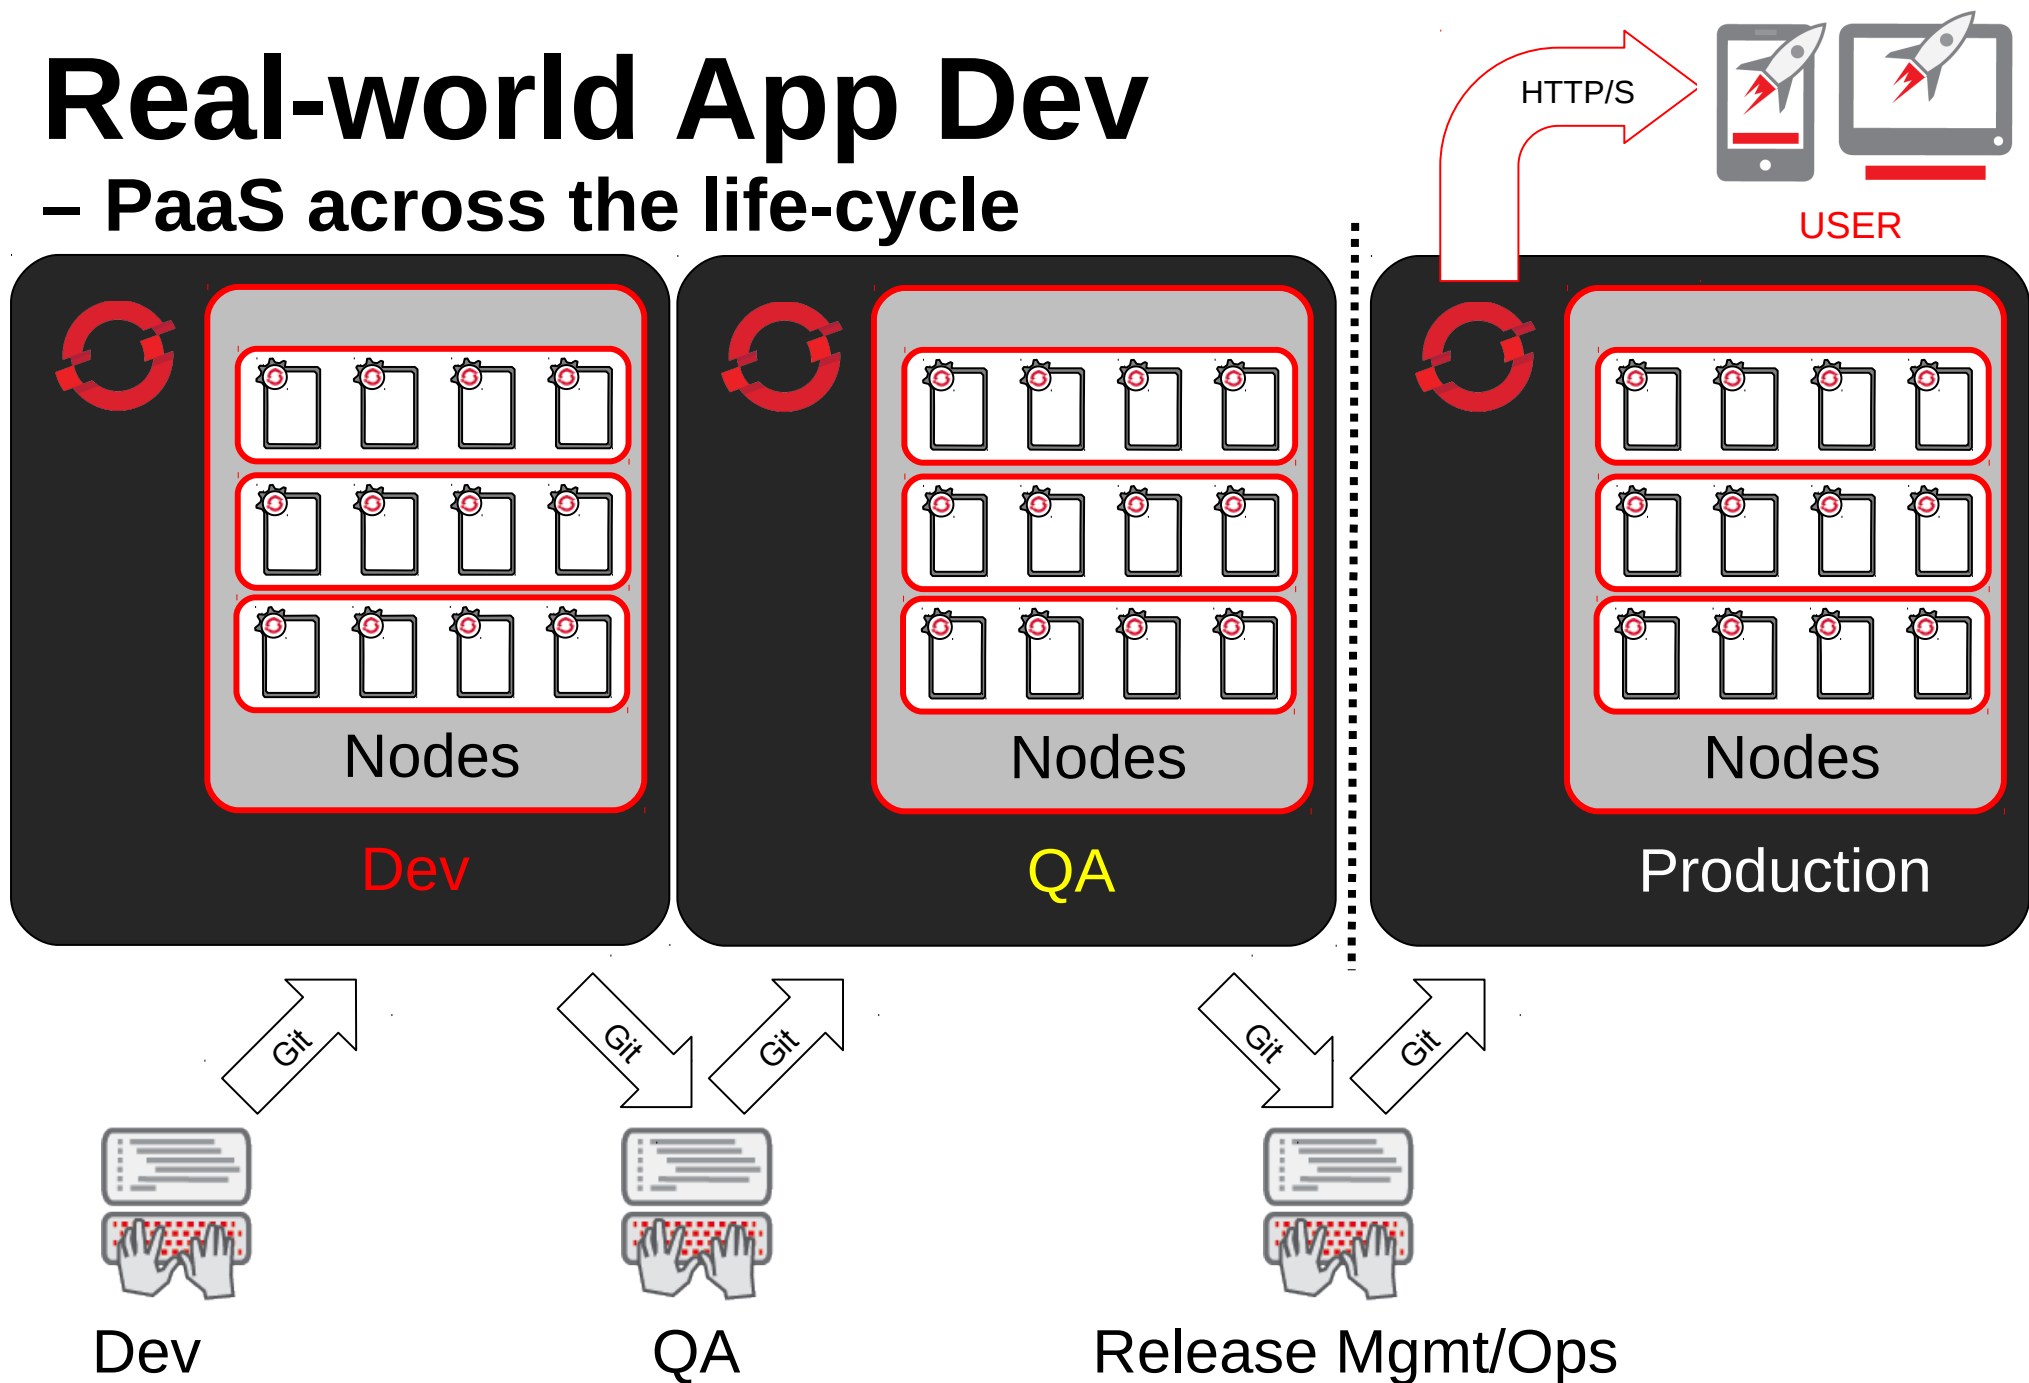 Real-world App Dev
– PaaS across the life-cycle
HTTP/S
USER
Nodes
Nodes
Nodes
Dev
QA
Production
Git
Git
Git
Git
Git
Dev
QA
Release Mgmt/Ops